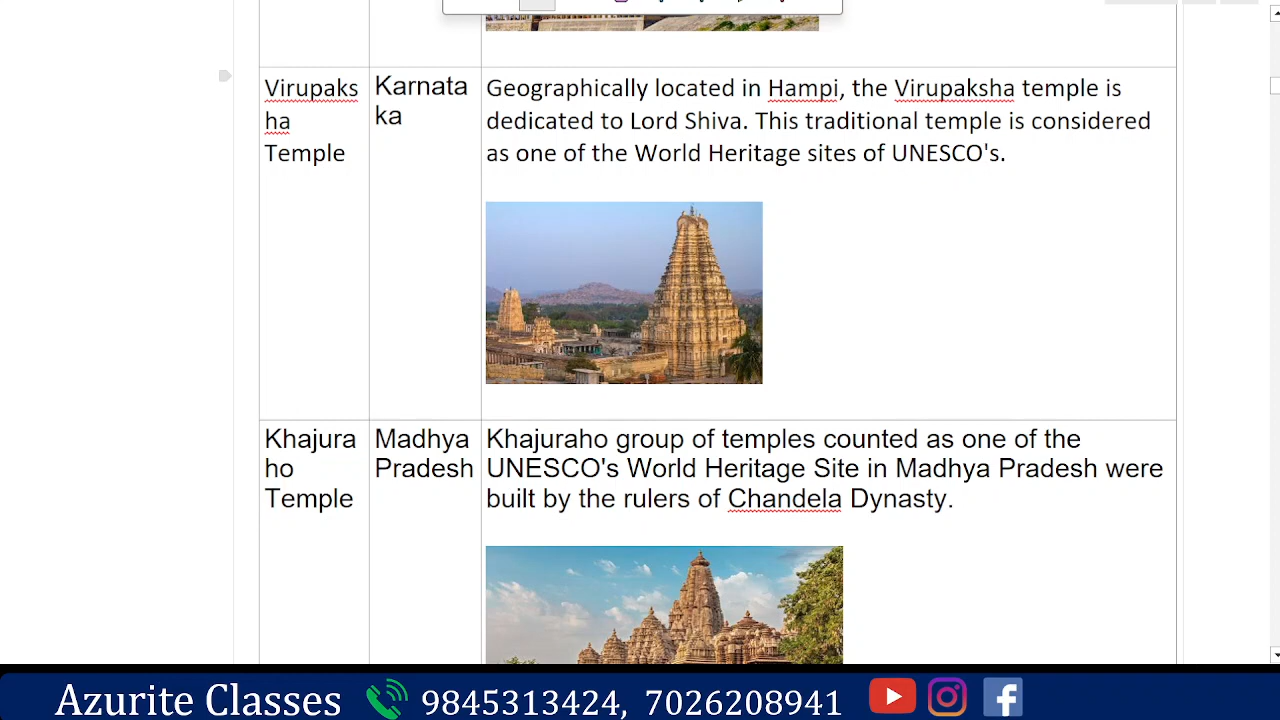 Virupaks
ha
Temple
Karnata
ka
Geographically located in Hampi, the Virupaksha temple is
dedicated to Lord Shiva. This traditional temple is considered
as one of the World Heritage sites of UNESCO's.
Khajura
ho
Temple
Madhya
Pradesh
Khajuraho group of temples counted as one of the
UNESCO's World Heritage Site in Madhya Pradesh were
built by the rulers of Chandela Dynasty.
Azurite Classes 9845313424, 7026208941